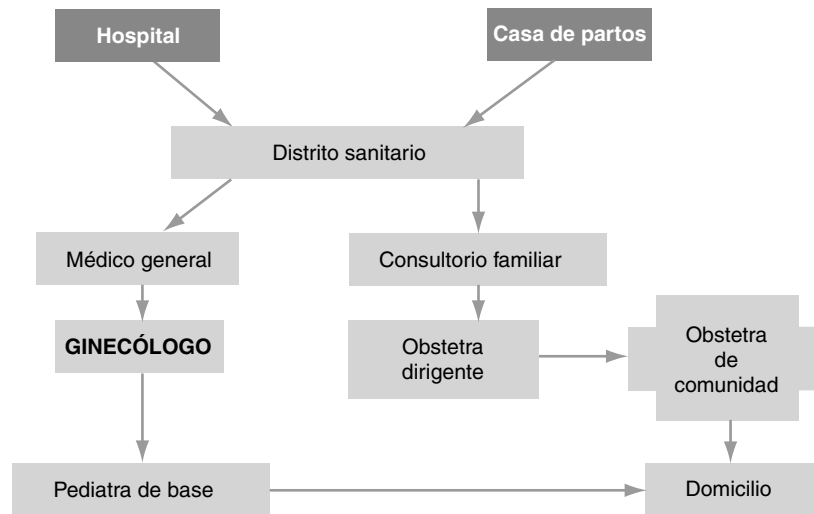 Hospital
Casa de partos
Distrito sanitario
Médico general
Consultorio familiar
GINECÓLOGO
Obstetra
dirigente
Obstetra
de
comunidad
Pediatra de base
Domicilio